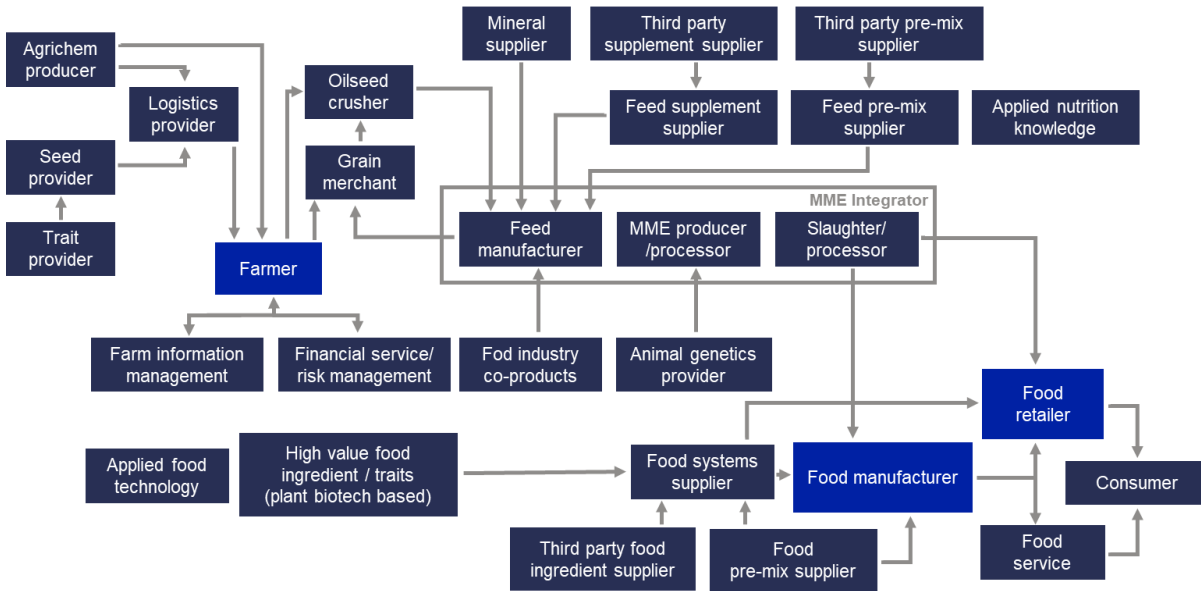 Mineral
supplier
Third party
supplement supplier
Third party pre-mix
supplier
Agrichem
producer
Oilseed
crusher
Logistics
provider
Feed supplement
supplier
Feed pre-mix
supplier
Applied nutrition
knowledge
Seed
provider
Grain
merchant
MME Integrator
Trait
provider
Farmer
Feed
manufacturer
MME producer
/processor
Slaughter/
processor
Farm information
management
Financial service/
risk management
Fod industry
co-products
Animal genetics
provider
Food
retailer
Applied food
technology
High value food
ingredient / traits
(plant biotech based)
Food systems
supplier
Food manufacturer
Consumer
Third party food
ingredient supplier
Food
pre-mix supplier
Food
service